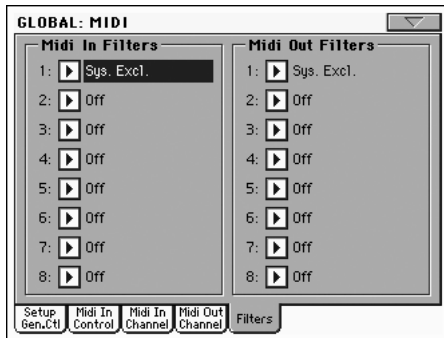 GLOBAL: MIDI
Midi In Filters
1: Sys. Excl.
2: Off
3: Off
4: Off
5: Off
6: Off
7: Off
8: Off
Midi Out Filters
1: Sys. Excl.
2: Off
3: Off
4: Off
5: Off
6: Off
7: Off
8: Off
Setup Gen.Ctl
Midi In Control
Midi In Channel
Midi Out Channel
Filters